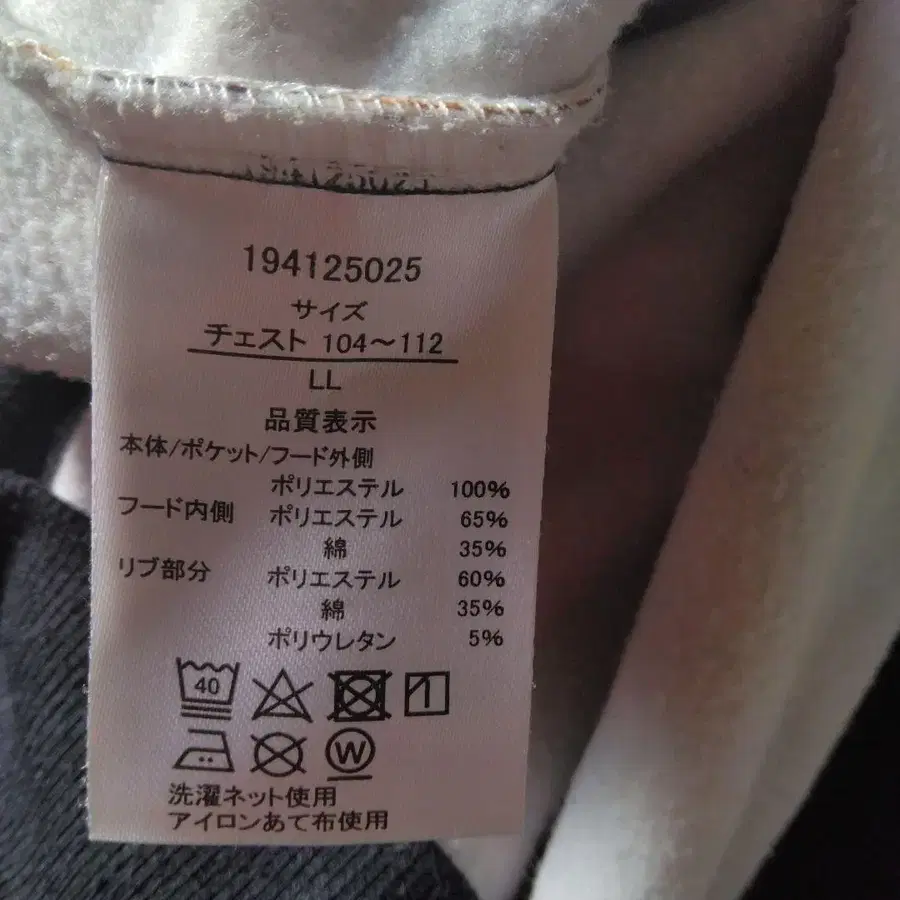 194125025
194125025
サイズ
チェスト 104～112
LL
品質表示
本体/ポケット/フード外側
ポリエステル 100%
フード内側 ポリエステル 65%
綿 35%
リブ部分 ポリエステル 60%
綿 35%
ポリウレタン 5%
40
W
洗濯ネット使用
アイロンあて布使用